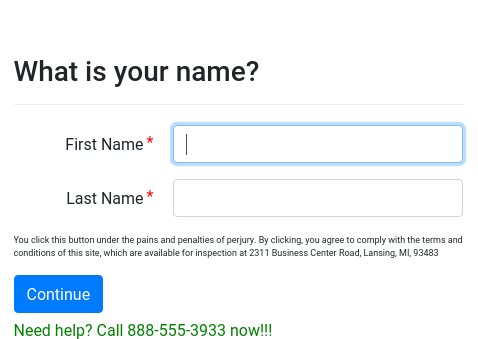 What is your name?
First Name *
Last Name *
You click this button under the pains and penalties of perjury. By clicking, you agree to comply with the terms and
conditions of this site, which are available for inspection at 2311 Business Center Road, Lansing, MI, 93483
Continue
Need help? Call 888-555-3933 now!!!